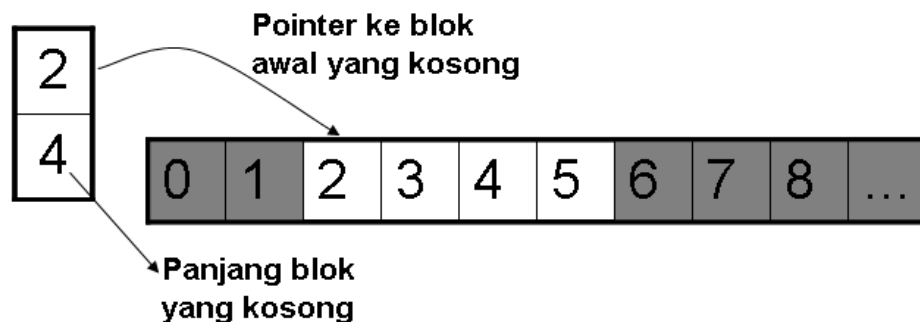 Pointer ke blok
awal yang kosong
2
4
0 1 2 3 4 5 6 7 8 ...
Panjang blok
yang kosong